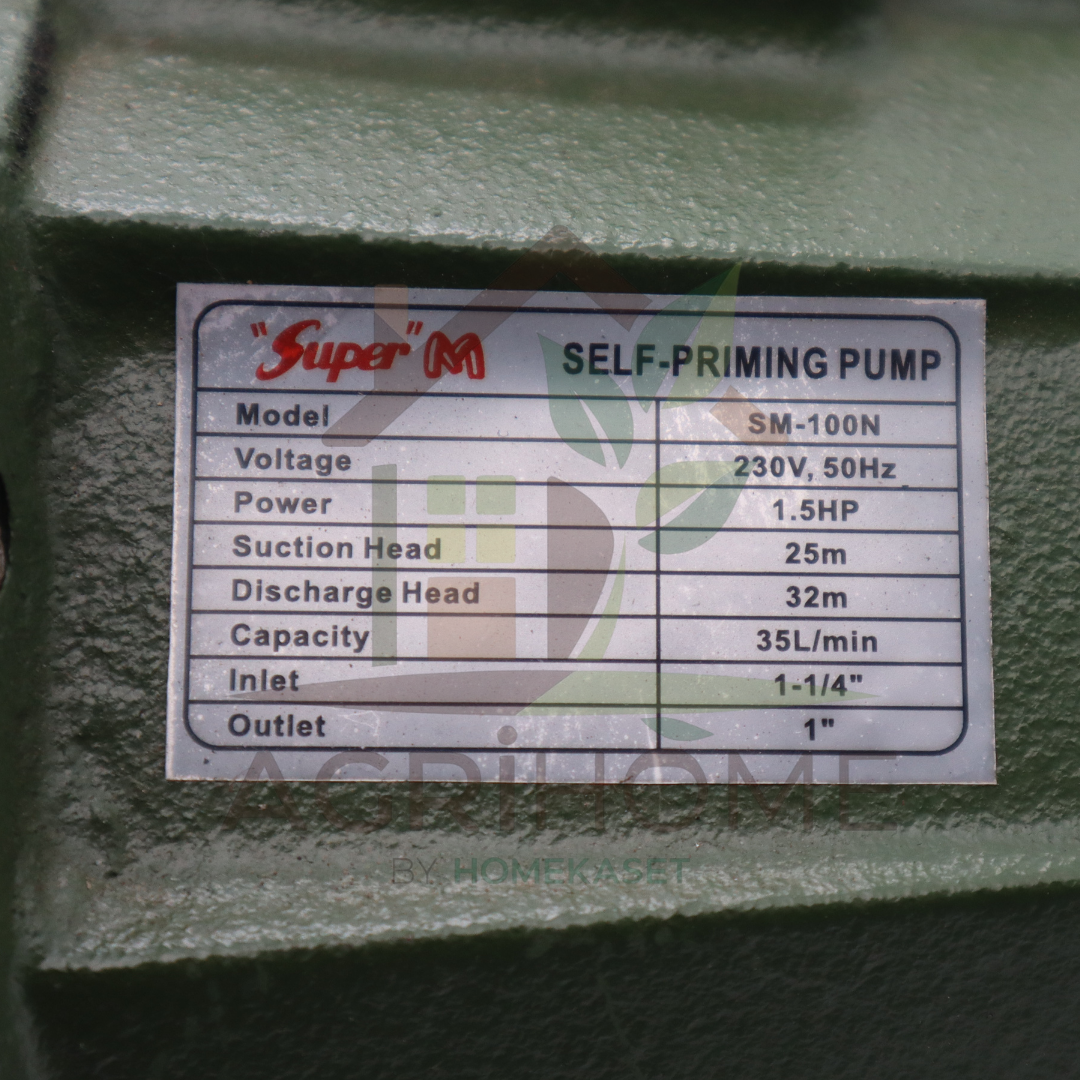 "Super" M SELF-PRIMING PUMP
Model SM-100N
Voltage 230V, 50Hz
Power 1.5HP
Suction Head 25m
Discharge Head 32m
Capacity 35L/min
Inlet 1-1/4"
Outlet 1"
AGRiHOME
BY HOMEKASET